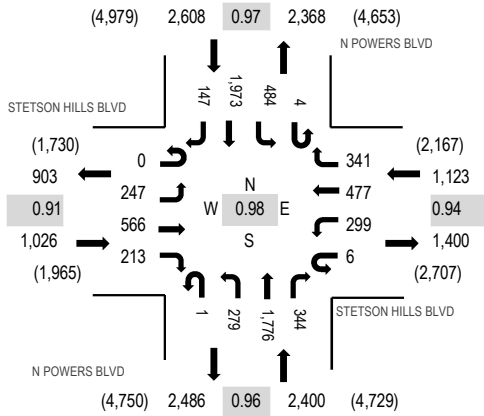 (4,979) 2,608 0.97 2,368 (4,653)
N POWERS BLVD
147 1,973 484 4
STETSON HILLS BLVD
(1,730) 0 341 (2,167)
903 247 477 1,123
N
0.91 566 W 0.98 E 299 0.94
S
1,026 213 6 1,400
(1,965) (2,707)
1 279 1,776 344
STETSON HILLS BLVD
N POWERS BLVD
(4,750) 2,486 0.96 2,400 (4,729)